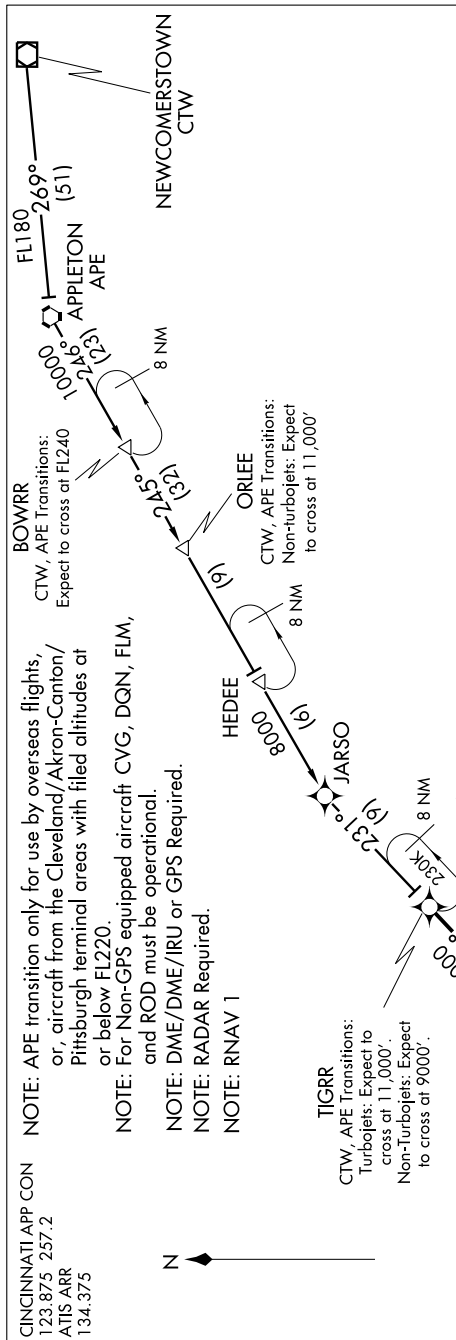 CINCINNATI APP CON
123.875 257.2
ATIS ARR
134.375
NOTE: APE transition only for use by overseas flights,
or, aircraft from the Cleveland/Akron-Canton/
Pittsburgh terminal areas with filed altitudes at
or below FL220.
NOTE: For Non-GPS equipped aircraft CVG, DQN, FLM,
and ROD must be operational.
NOTE: DME/DME/IRU or GPS Required.
NOTE: RADAR Required.
NOTE: RNAV 1
N
NEWCOMERSTOWN
CTW
FL180
269°
(51)
APPLETON
APE
10000
246°
(23)
8 NM
BOWRR
CTW, APE Transitions:
Expect to cross at FL240
245°
(32)
ORLEE
CTW, APE Transitions:
Non-turbojets: Expect
to cross at 11,000'
(9)
8 NM
HEDEE
8000
(6)
JARSO
231°
(9)
8 NM
230K
TIGRR
CTW, APE Transitions:
Turbojets: Expect to
cross at 11,000'.
Non-Turbojets: Expect
to cross at 9000'.